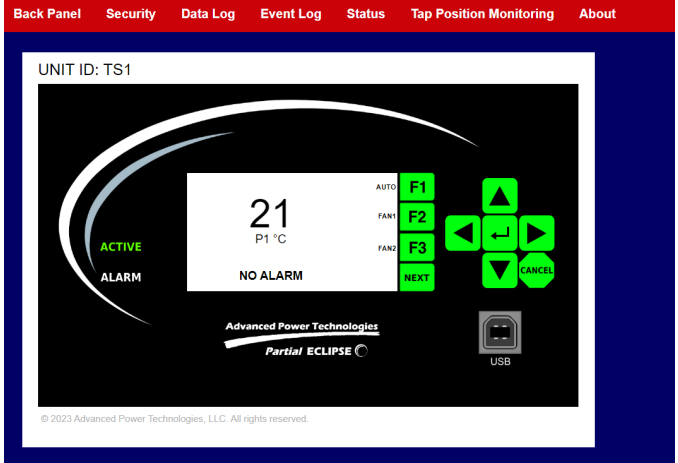 Back Panel Security Data Log Event Log Status Tap Position Monitoring About
UNIT ID: TS1
AUTO F1
21
FAN1 F2
P1 °C
ACTIVE
FAN2 F3
ALARM
NO ALARM
NEXT
CANCEL
Advanced Power Technologies
Partial ECLIPSE
USB
© 2023 Advanced Power Technologies, LLC. All rights reserved.